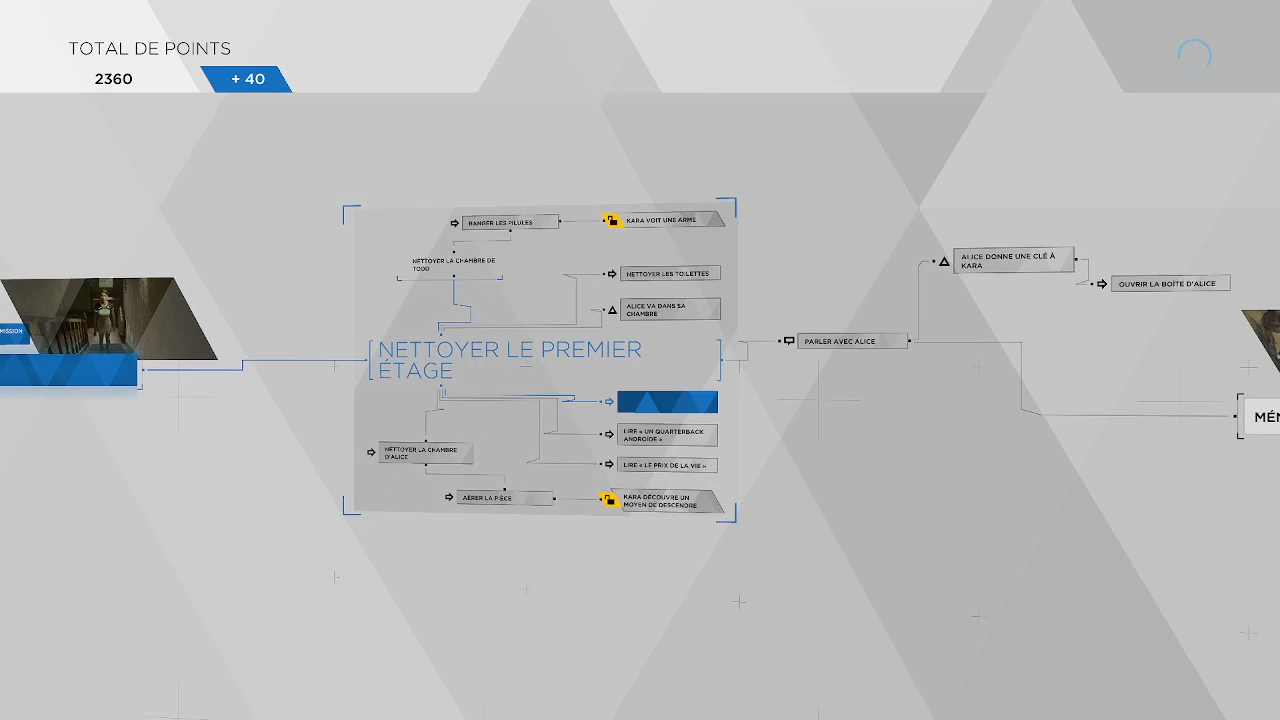 TOTAL DE POINTS
2360
+ 40
RANGER LES PILULES
KARA VOIT UNE ARME
NETTOYER LA CHAMBRE DE
TODD
NETTOYER LES TOILETTES
ALICE VA DANS SA
CHAMBRE
ALICE DONNE UNE CLÉ À
KARA
OUVRIR LA BOÎTE D'ALICE
MISSION
NETTOYER LE PREMIER
ÉTAGE
PARLER AVEC ALICE
LIRE « UN QUARTERBACK
ANDROÏDE »
NETTOYER LA CHAMBRE
D'ALICE
LIRE « LE PRIX DE LA VIE »
AÉRER LA PIÈCE
KARA DÉCOUVRE UN
MOYEN DE DESCENDRE
MÉN